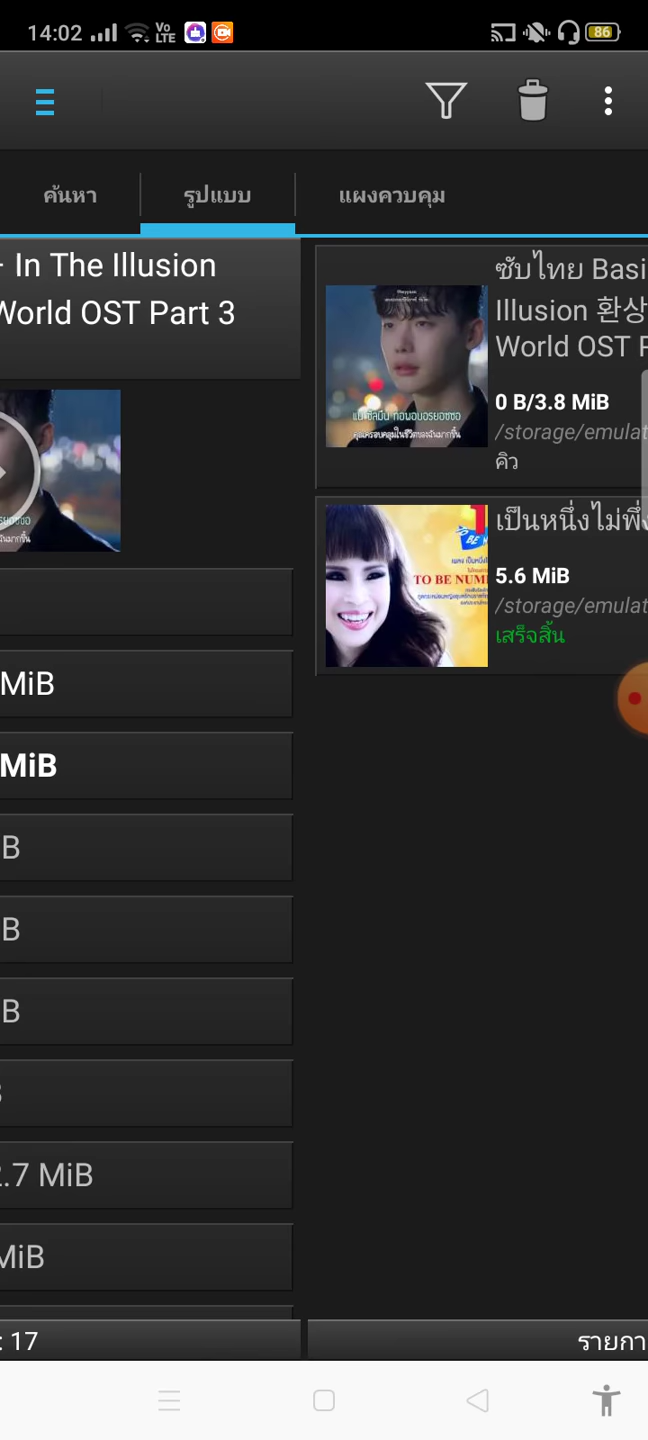 14:02
Vo
LTE
86
ค้นหา
รูปแบบ
แผงควบคุม
- In The Illusion
World OST Part 3
MiB
MiB
B
B
B
B
2.7 MiB
MiB
: 17
ซับไทย Basi
Illusion 환상
World OST P
0 B/3.8 MiB
/storage/emulat
คิว
เป็นหนึ่งไม่พึ่ง
5.6 MiB
/storage/emulat
เสร็จสิ้น
TO BE NUM
รายกา